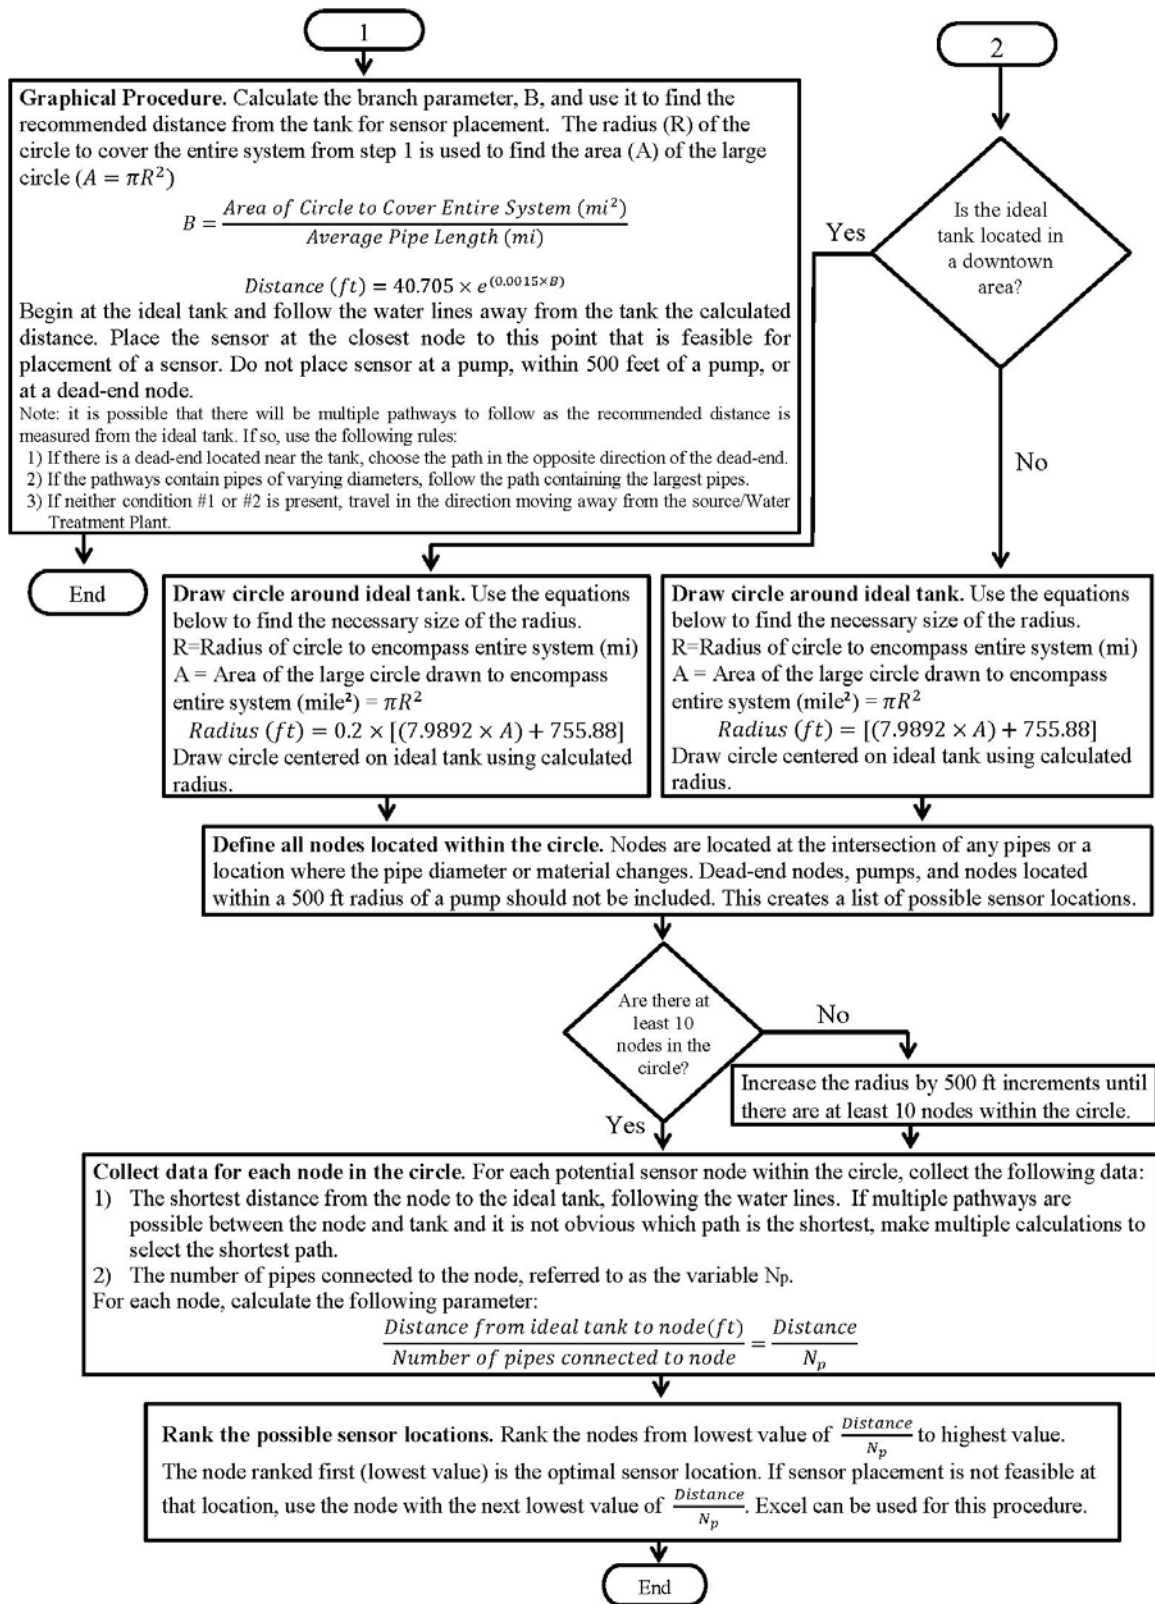 1
Graphical Procedure. Calculate the branch parameter, B, and use it to find the
recommended distance from the tank for sensor placement. The radius (R) of the
circle to cover the entire system from step 1 is used to find the area (A) of the large
circle (A = πR²)
B = Area of Circle to Cover Entire System (mi²) / Average Pipe Length (mi)
Distance (ft) = 40.705 × e^(0.0015×B)
Begin at the ideal tank and follow the water lines away from the tank the calculated
distance. Place the sensor at the closest node to this point that is feasible for
placement of a sensor. Do not place sensor at a pump, within 500 feet of a pump, or
at a dead-end node.
Note: it is possible that there will be multiple pathways to follow as the recommended distance is
measured from the ideal tank. If so, use the following rules:
1) If there is a dead-end located near the tank, choose the path in the opposite direction of the dead-end.
2) If the pathways contain pipes of varying diameters, follow the path containing the largest pipes.
3) If neither condition #1 or #2 is present, travel in the direction moving away from the source/Water
Treatment Plant.
End
2
Is the ideal
tank located in
a downtown
area?
Yes
No
Draw circle around ideal tank. Use the equations
below to find the necessary size of the radius.
R=Radius of circle to encompass entire system (mi)
A = Area of the large circle drawn to encompass
entire system (mile²) = πR²
Radius (ft) = 0.2 × [(7.9892 × A) + 755.88]
Draw circle centered on ideal tank using calculated
radius.
Draw circle around ideal tank. Use the equations
below to find the necessary size of the radius.
R=Radius of circle to encompass entire system (mi)
A = Area of the large circle drawn to encompass
entire system (mile²) = πR²
Radius (ft) = [(7.9892 × A) + 755.88]
Draw circle centered on ideal tank using calculated
radius.
Define all nodes located within the circle. Nodes are located at the intersection of any pipes or a
location where the pipe diameter or material changes. Dead-end nodes, pumps, and nodes located
within a 500 ft radius of a pump should not be included. This creates a list of possible sensor locations.
Are there at
least 10
nodes in the
circle?
No
Increase the radius by 500 ft increments until
there are at least 10 nodes within the circle.
Yes
Collect data for each node in the circle. For each potential sensor node within the circle, collect the following data:
1) The shortest distance from the node to the ideal tank, following the water lines. If multiple pathways are
possible between the node and tank and it is not obvious which path is the shortest, make multiple calculations to
select the shortest path.
2) The number of pipes connected to the node, referred to as the variable Np.
For each node, calculate the following parameter:
Distance from ideal tank to node(ft) / Number of pipes connected to node = Distance / Np
Rank the possible sensor locations. Rank the nodes from lowest value of Distance / Np to highest value.
The node ranked first (lowest value) is the optimal sensor location. If sensor placement is not feasible at
that location, use the node with the next lowest value of Distance / Np. Excel can be used for this procedure.
End